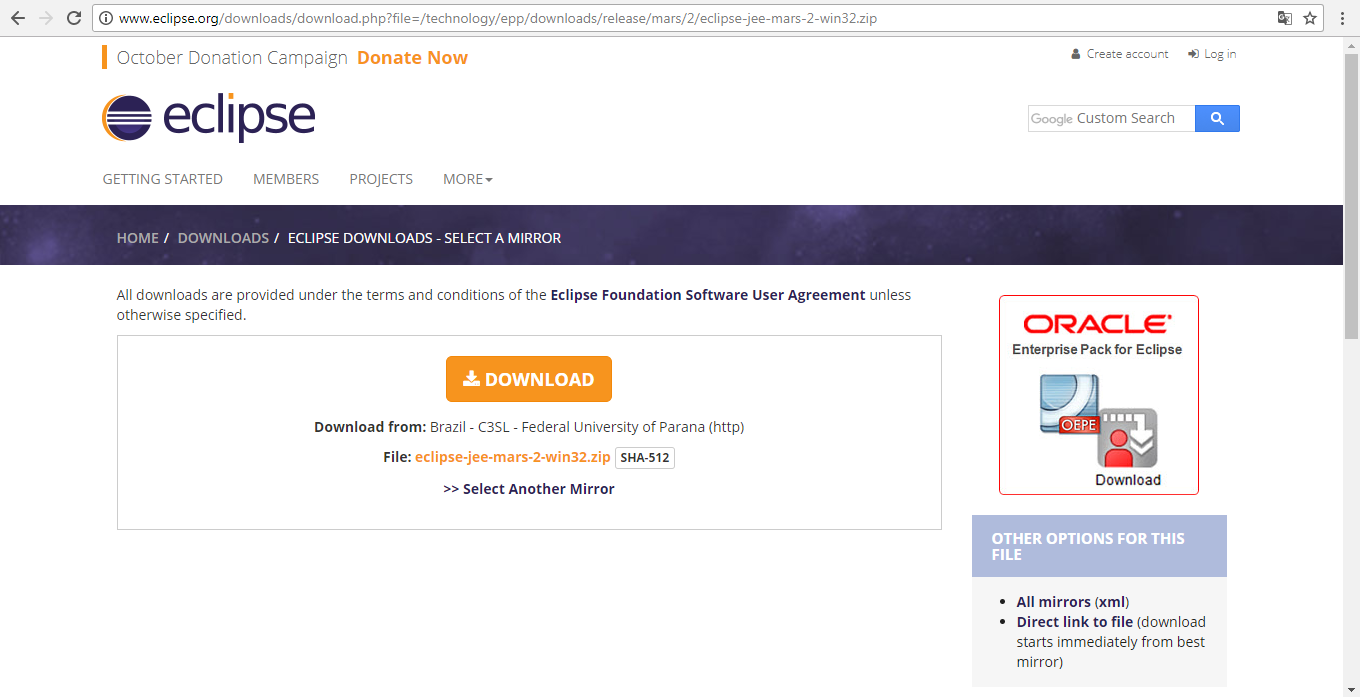 www.eclipse.org/downloads/download.php?file=/technology/epp/downloads/release/mars/2/eclipse-jee-mars-2-win32.zip
October Donation Campaign Donate Now
Create account Log in
eclipse
Google Custom Search
GETTING STARTED MEMBERS PROJECTS MORE
HOME / DOWNLOADS / ECLIPSE DOWNLOADS - SELECT A MIRROR
All downloads are provided under the terms and conditions of the Eclipse Foundation Software User Agreement unless
otherwise specified.
DOWNLOAD
Download from: Brazil - C3SL - Federal University of Parana (http)
File: eclipse-jee-mars-2-win32.zip SHA-512
>> Select Another Mirror
ORACLE
Enterprise Pack for Eclipse
OEPE
Download
OTHER OPTIONS FOR THIS
FILE
• All mirrors (xml)
• Direct link to file (download
starts immediately from best
mirror)